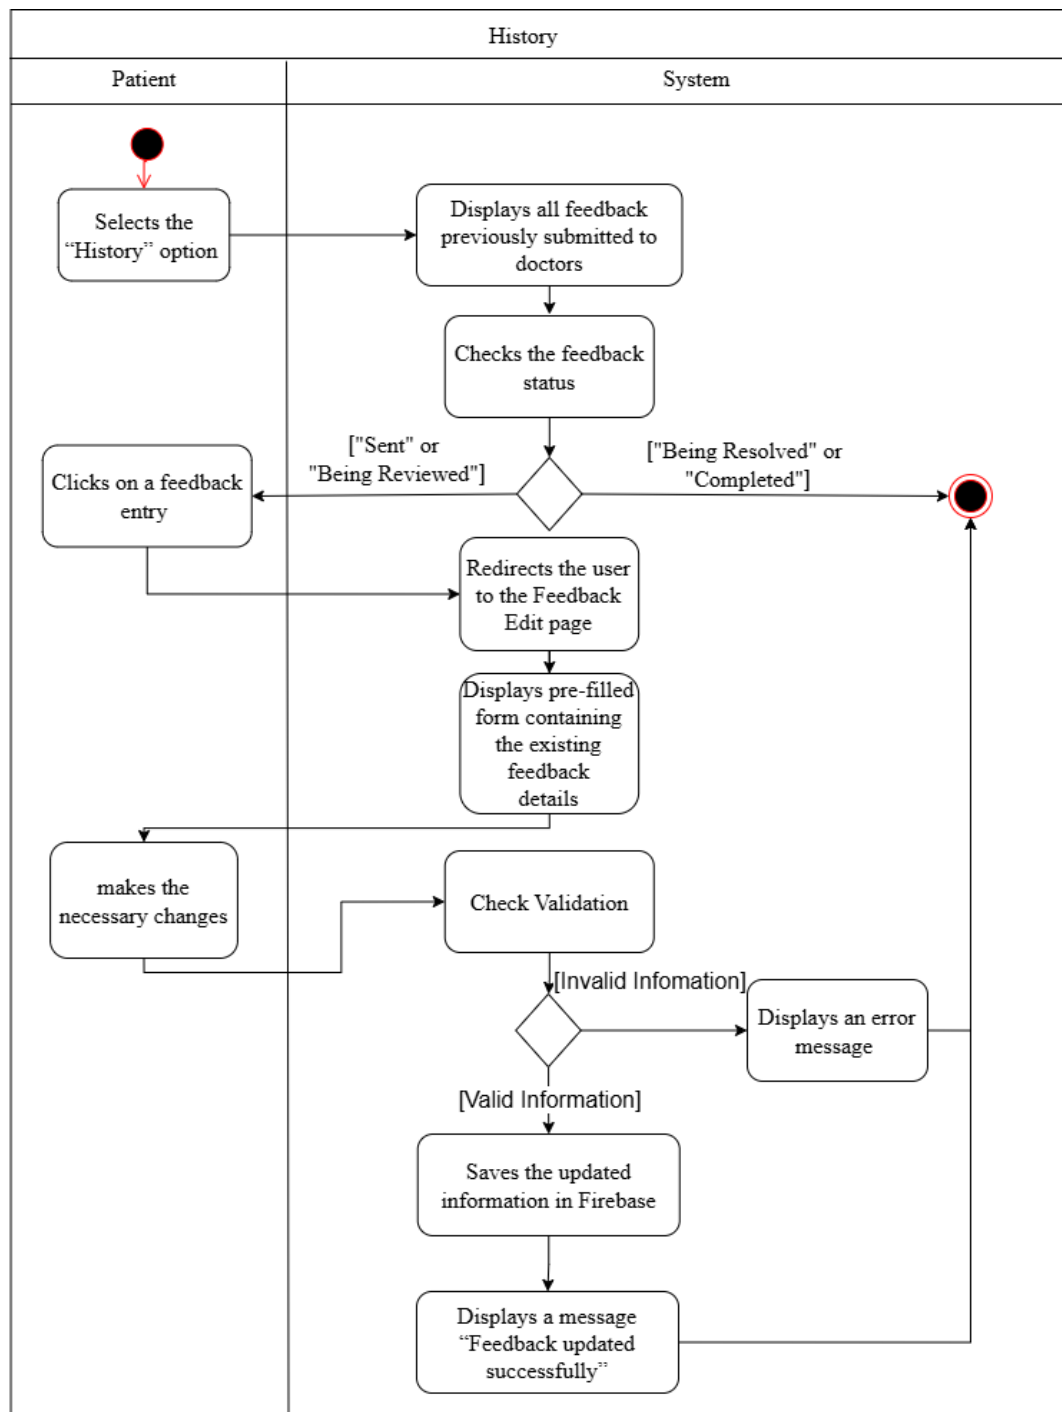 History
Patient
System
Selects the
“History” option
Displays all feedback
previously submitted to
doctors
Checks the feedback
status
["Sent" or
"Being Reviewed"]
["Being Resolved" or
"Completed"]
Clicks on a feedback
entry
Redirects the user
to the Feedback
Edit page
Displays pre-filled
form containing
the existing
feedback
details
makes the
necessary changes
Check Validation
[Invalid Infomation]
Displays an error
message
[Valid Information]
Saves the updated
information in Firebase
Displays a message
“Feedback updated
successfully”